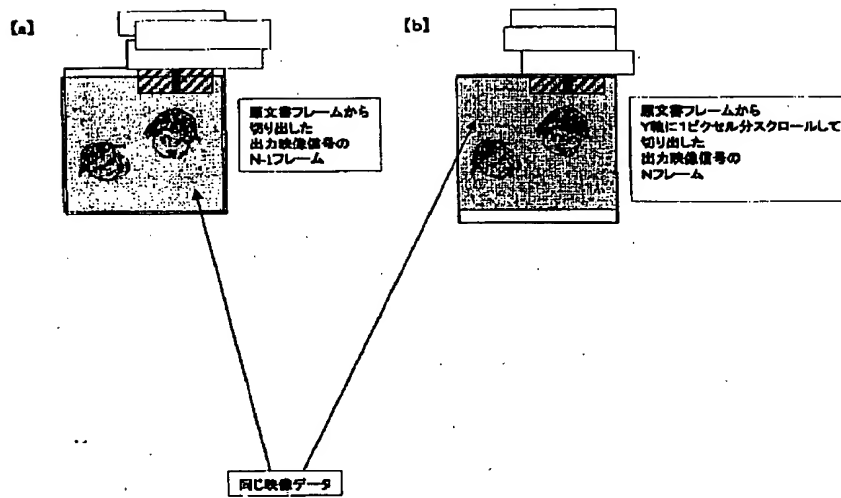 【a】
原文書フレームから
切り出した
出力映像信号の
N-1フレーム
【b】
原文書フレームから
Y軸に1ピクセル分スクロールして
切り出した
出力映像信号の
Nフレーム
同じ映像データ